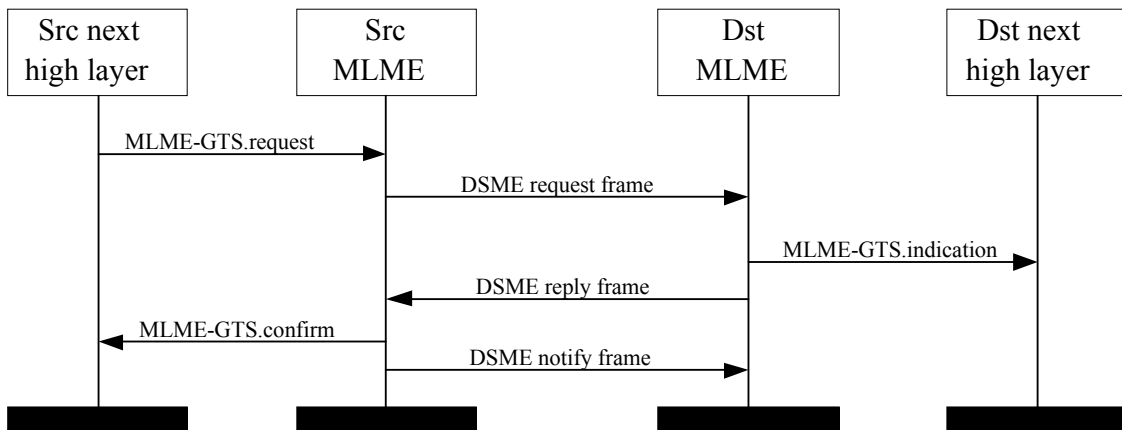 Src next
high layer
Src
MLME
Dst
MLME
Dst next
high layer
MLME-GTS.request
DSME request frame
MLME-GTS.indication
DSME reply frame
MLME-GTS.confirm
DSME notify frame